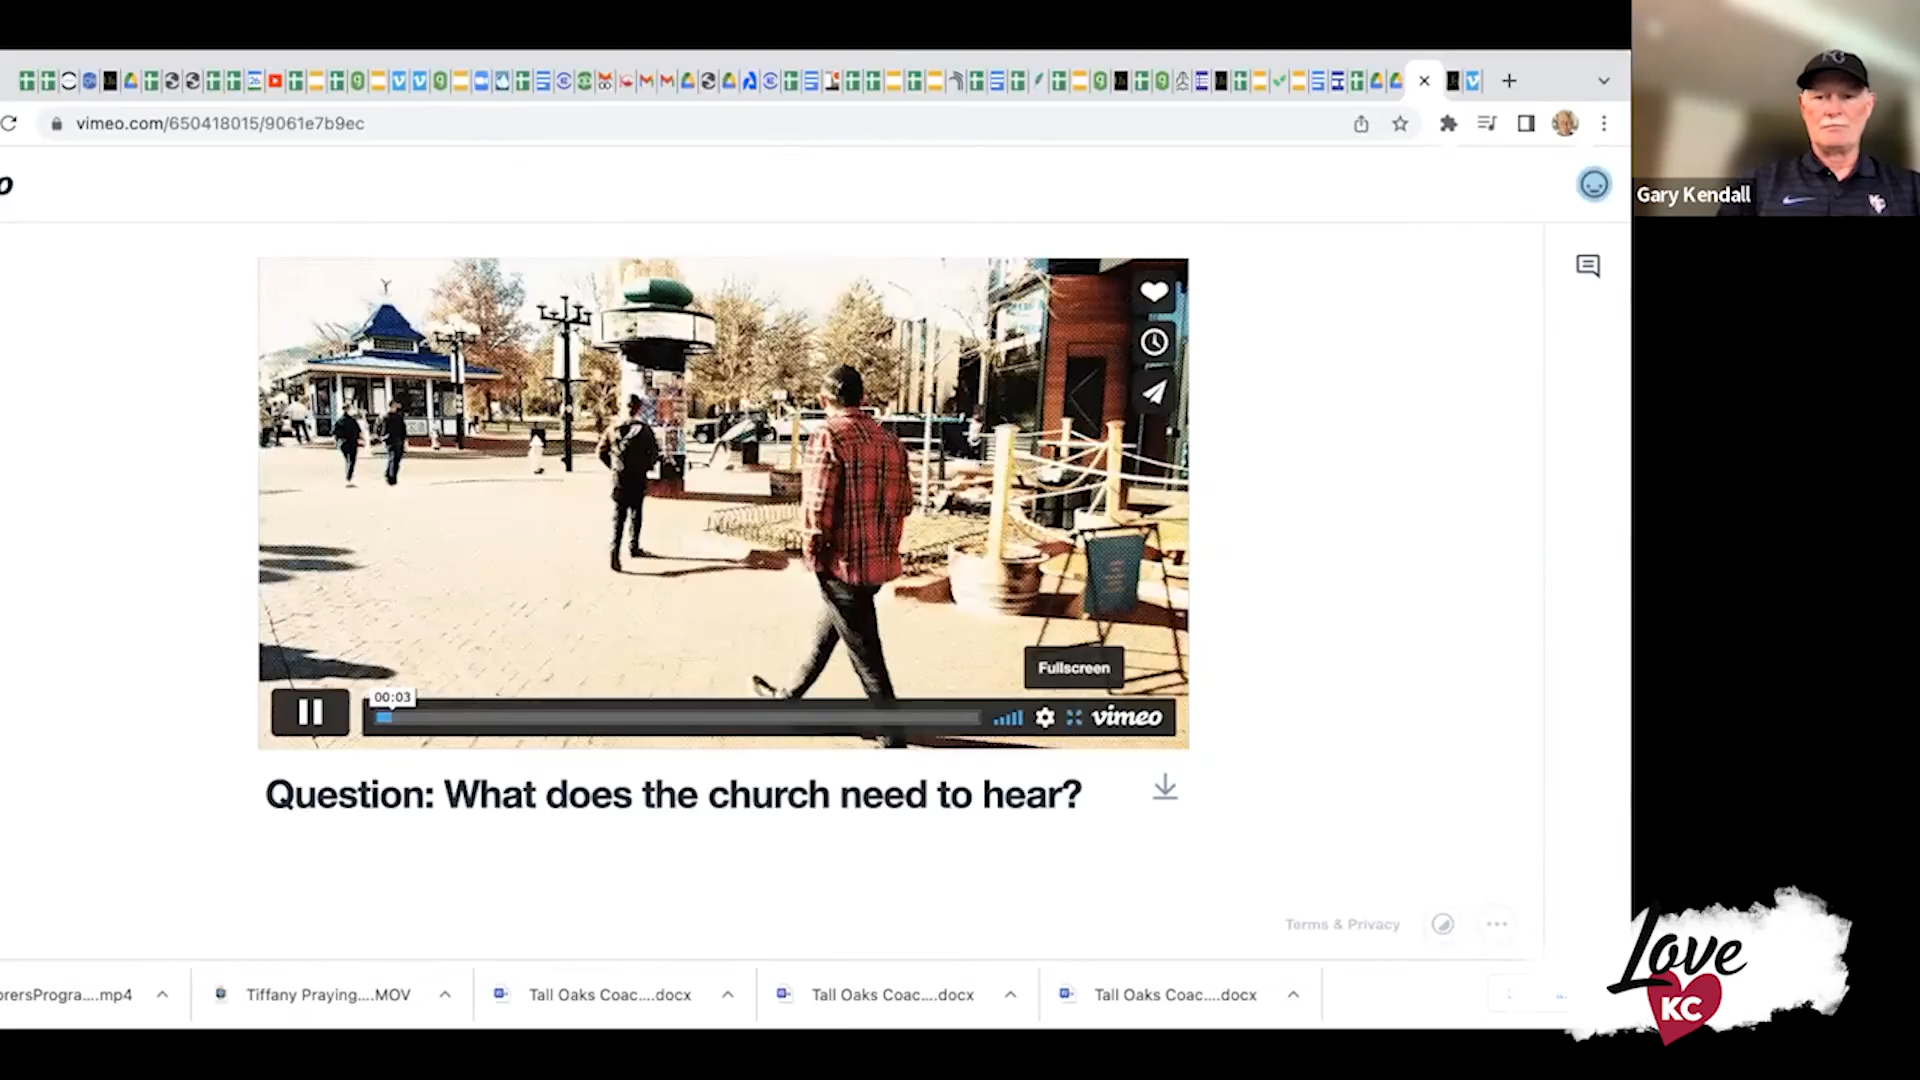 vimeo.com/650418015/9061e7b9ec
o
Gary Kendall
Fullscreen
00:03
vimeo
Question: What does the church need to hear?
Terms & Privacy
orersProgra....mp4
Tiffany Praying....MOV
Tall Oaks Coac....docx
Tall Oaks Coac....docx
Tall Oaks Coac....docx
Love
KC